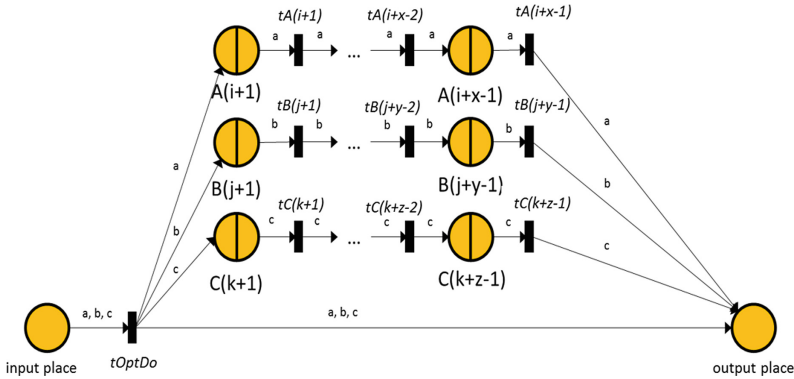 tA(i+1) tA(i+x-2) tA(i+x-1)
a a a a a
...
A(i+1) A(i+x-1)
tB(j+1) tB(j+y-2) tB(j+y-1)
a
b b b b b
...
B(j+1) B(j+y-1)
a b
tC(k+1) tC(k+z-2) tC(k+z-1)
b c c c c c
...
c c
C(k+1) C(k+z-1)
a, b, c a, b, c
input place tOptDo output place